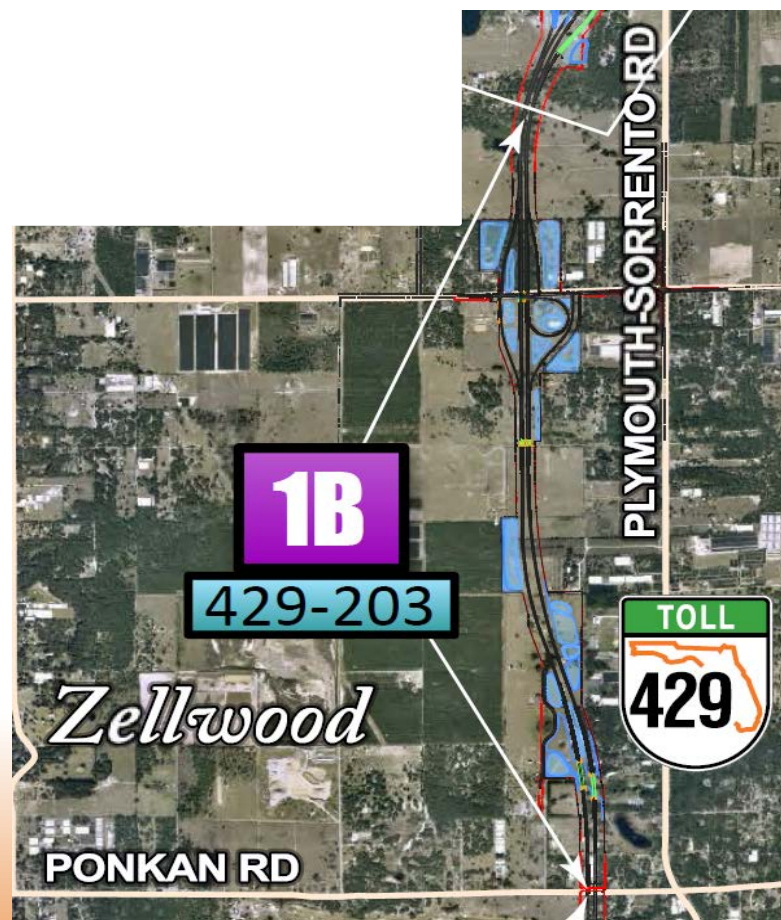 PLYMOUTH-SORRENTO RD
1B
429-203
TOLL
429
Zellwood
PONKAN RD